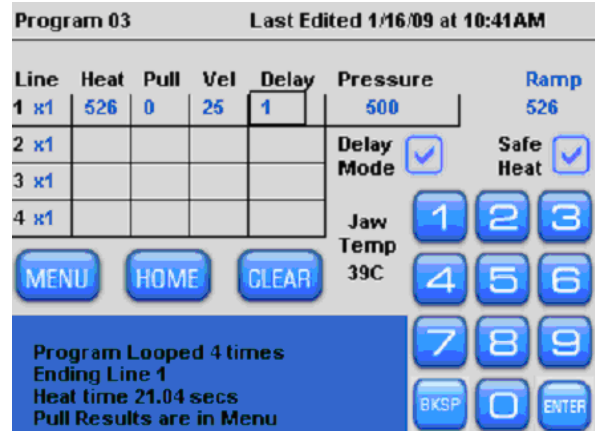 Program 03 Last Edited 1/16/09 at 10:41AM
Line Heat Pull Vel Delay Pressure Ramp
1 x1 526 0 25 1 500 526
2 x1
3 x1
4 x1
Delay Mode
Safe Heat
Jaw Temp
39C
1 2 3
4 5 6
7 8 9
BKSP 0 ENTER
MENU HOME CLEAR
Program Looped 4 times
Ending Line 1
Heat time 21.04 secs
Pull Results are in Menu